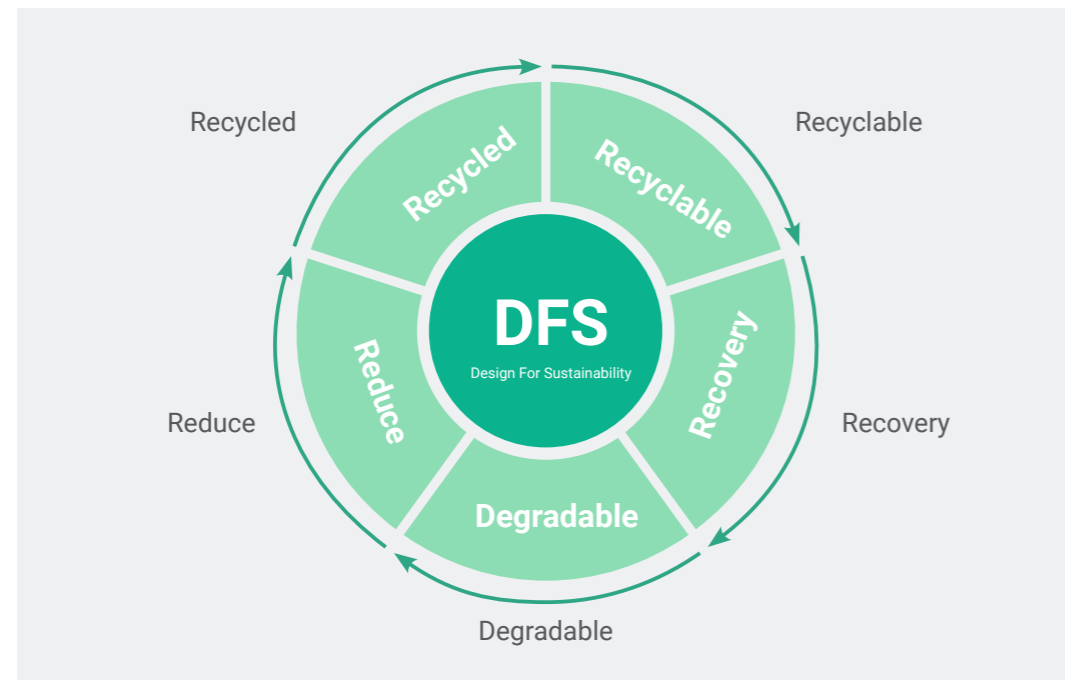 Recycled
Recyclable
Recycled
Recyclable
DFS
Design For Sustainability
Reduce
Recovery
Reduce
Recovery
Degradable
Degradable